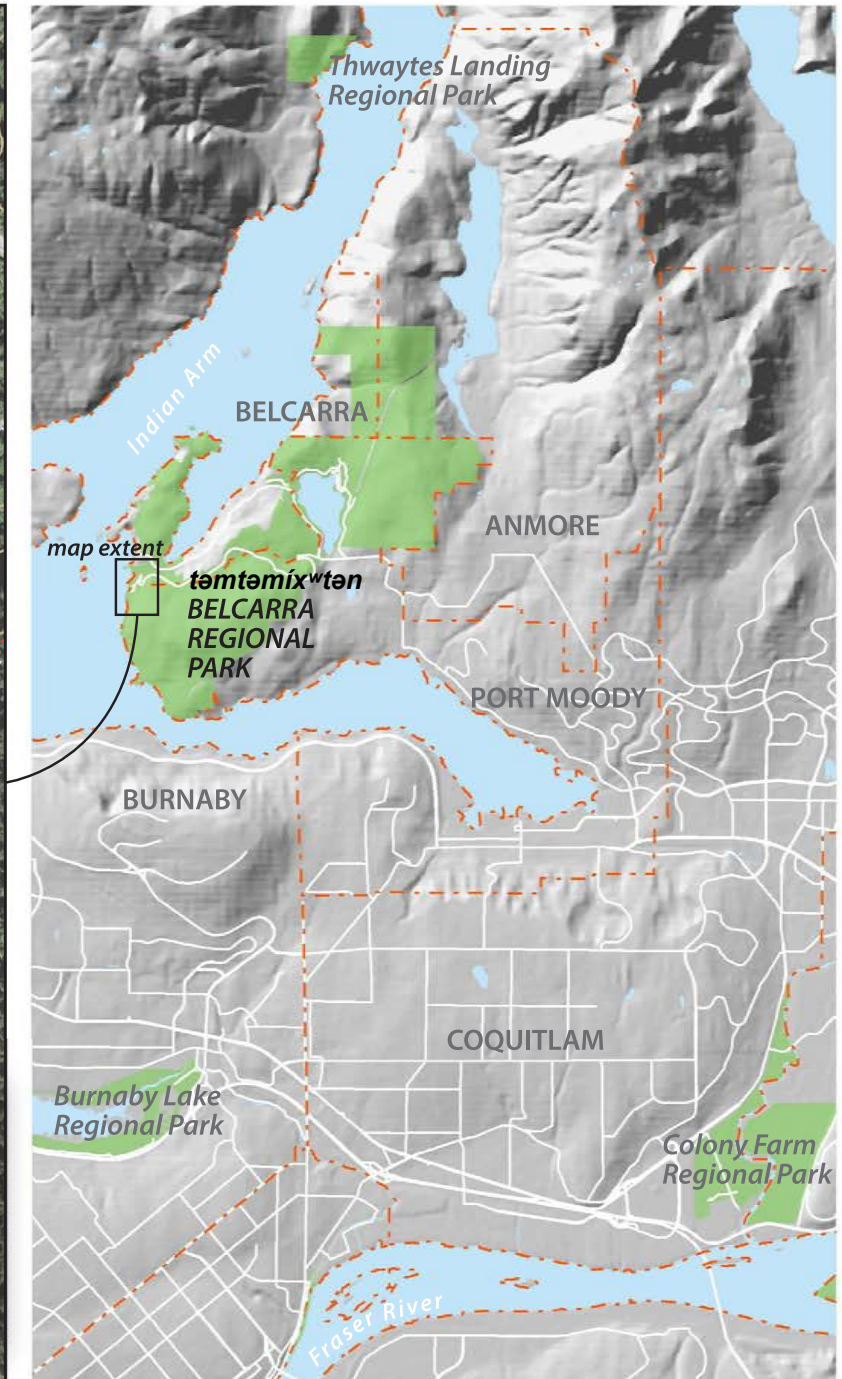 Thwaytes Landing
Regional Park
Indian Arm
BELCARRA
ANMORE
map extent
təmtəmíxʷtən
BELCARRA
REGIONAL
PARK
PORT MOODY
BURNABY
COQUITLAM
Burnaby Lake
Regional Park
Colony Farm
Regional Park
Fraser River